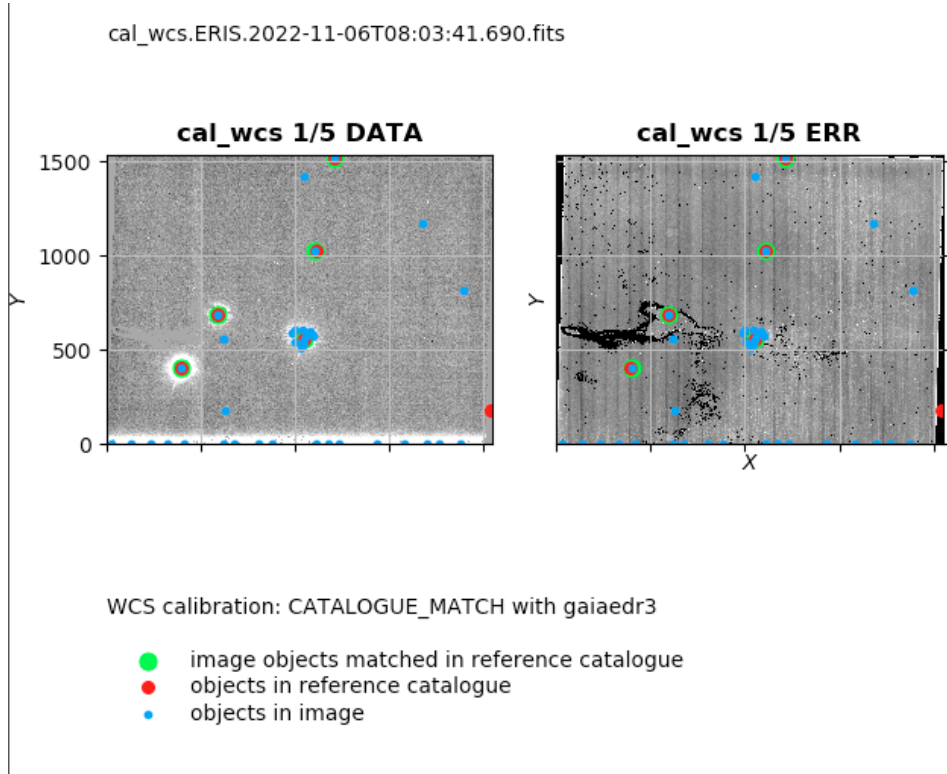 cal_wcs.ERIS.2022-11-06T08:03:41.690.fits
cal_wcs 1/5 DATA
cal_wcs 1/5 ERR
1500
1000
Y
Y
500
0
X
WCS calibration: CATALOGUE_MATCH with gaiaedr3
image objects matched in reference catalogue
objects in reference catalogue
objects in image